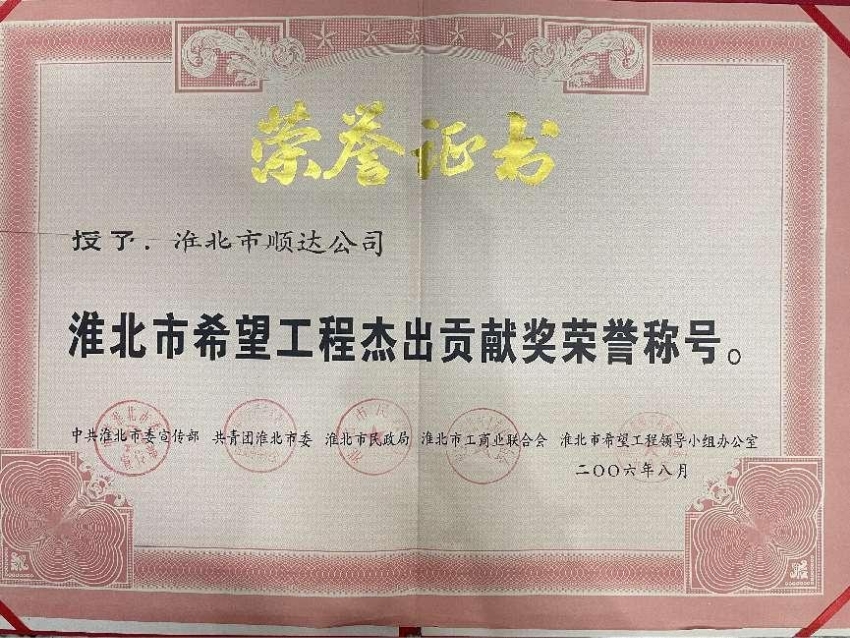 荣誉证书
授予：淮北市顺达公司
淮北市希望工程杰出贡献奖荣誉称号。
中共淮北市委宣传部 共青团淮北市委 淮北市民政局 淮北市工商业联合会 淮北市希望工程领导小组办公室
二〇〇六年八月